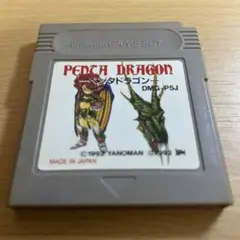 Nintendo GAME BOY
PENTA DRAGON
ペンタドラゴン
DMG-P5J
© 1992 YANOMAN © 1992
MADE IN JAPAN